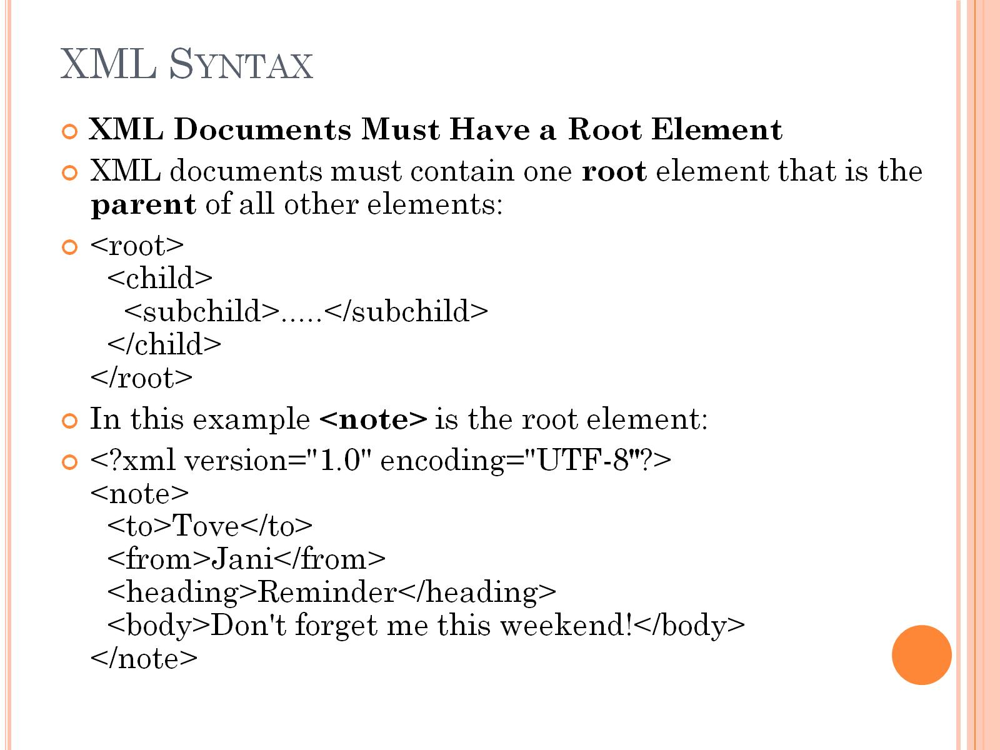 XML SYNTAX
XML Documents Must Have a Root Element
XML documents must contain one root element that is the
parent of all other elements:
<root>
  <child>
    <subchild>.....</subchild>
  </child>
</root>
In this example <note> is the root element:
<?xml version="1.0" encoding="UTF-8"?>
<note>
  <to>Tove</to>
  <from>Jani</from>
  <heading>Reminder</heading>
  <body>Don't forget me this weekend!</body>
</note>